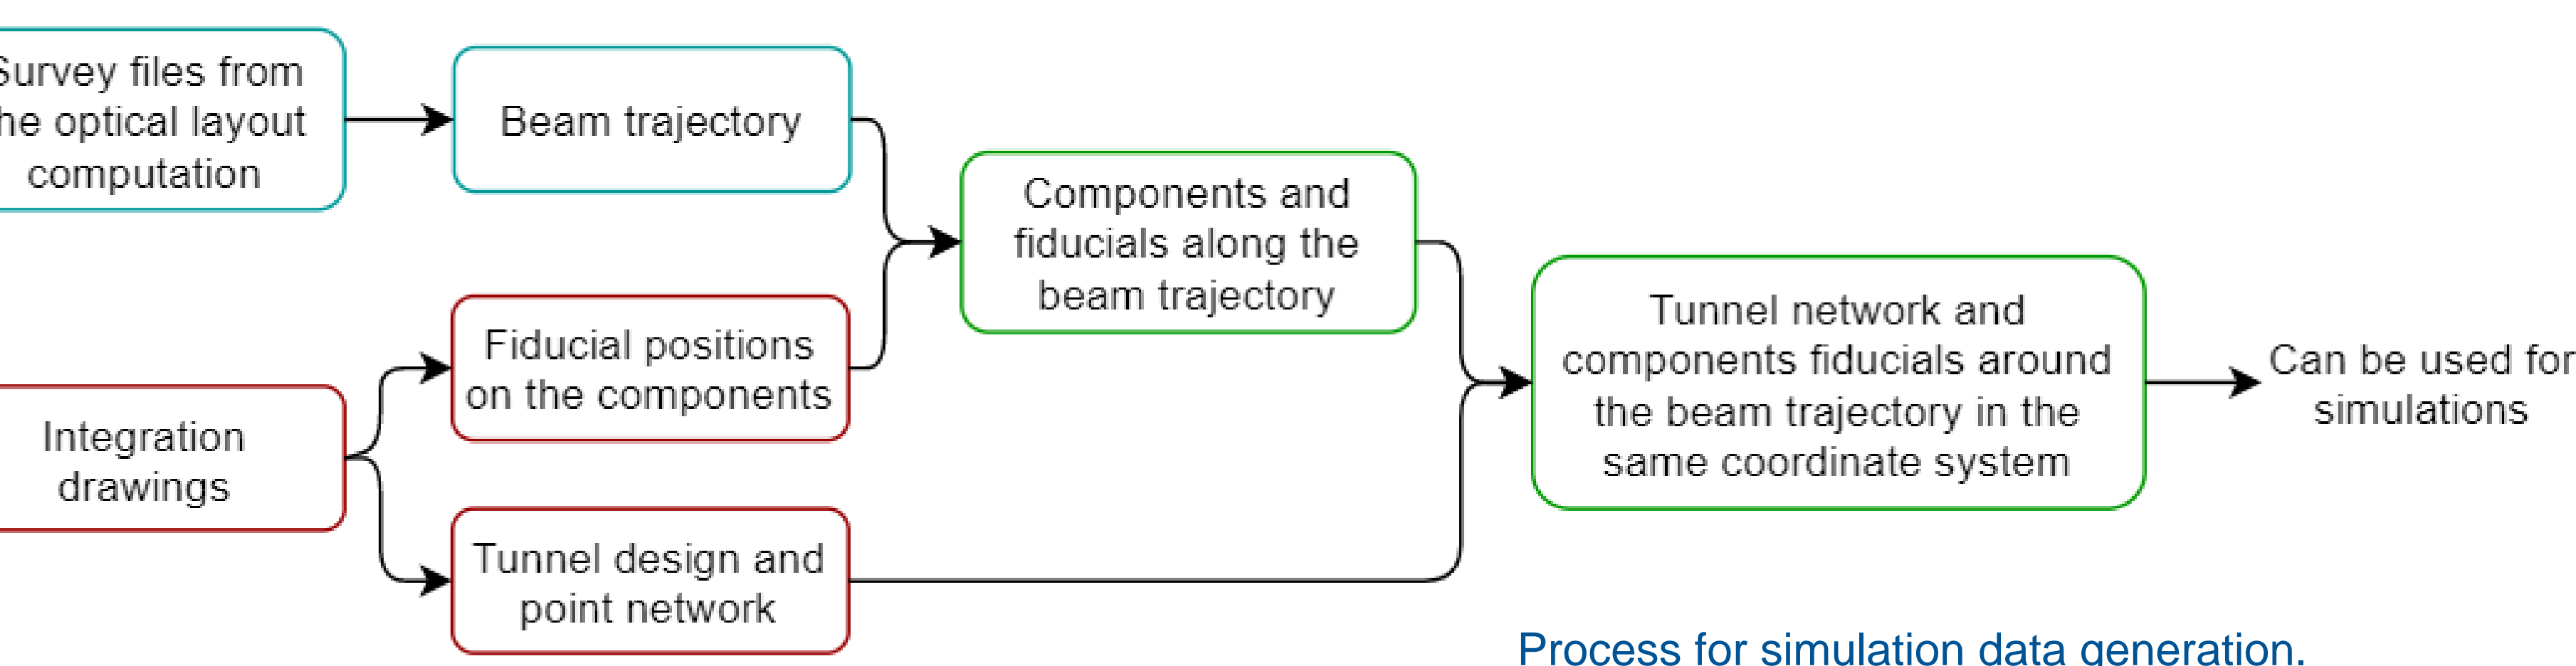 Survey files from
the optical layout
computation
Beam trajectory
Components and
fiducials along the
beam trajectory
Fiducial positions
on the components
Integration
drawings
Tunnel design and
point network
Tunnel network and
components fiducials around
the beam trajectory in the
same coordinate system
Can be used for
simulations
Process for simulation data generation.